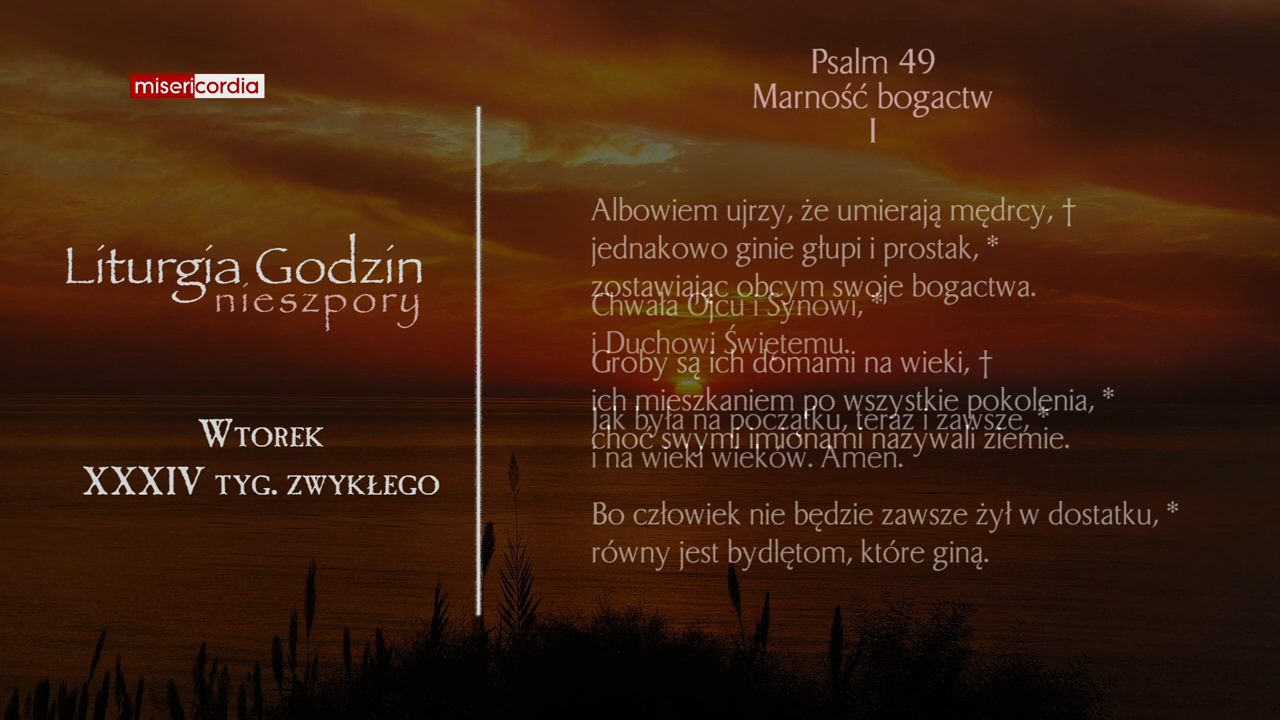 misericordia
Liturgia Godzin
nieszpory
Wtorek
XXXIV tyg. zwykłego
Psalm 49
Marność bogactw
I
Albowiem ujrzy, że umierają mędrcy, †
jednakowo ginie głupi i prostak, *
zostawiając obcym swoje bogactwa.
Chwała Ojcu i Synowi, *
i Duchowi Świętemu.
Groby są ich domami na wieki, †
ich mieszkaniem po wszystkie pokolenia, *
Jak była na początku, teraz i zawsze, *
choć swymi imionami nazywali ziemie.
i na wieki wieków. Amen.
Bo człowiek nie będzie zawsze żył w dostatku, *
równy jest bydlętom, które giną.